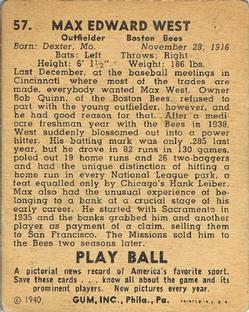 57. MAX EDWARD WEST
Outfielder Boston Bees
Born: Dexter, Mo. November 28, 1916
Bats: Left Throws: Right
Height: 6' 1½" Weight: 186 lbs.
Last December, at the baseball meetings in
Cincinnati where most of the trades are
made, everybody wanted Max West. Owner
Bob Quinn, of the Boston Bees, refused to
part with the young outfielder, however,
and he had good reason to. After a medi-
ocre freshman year with the Bees in 1938,
West suddenly blossomed out into a power
hitter. His batting mark was only .285 last
year, but he drove in 82 runs in 130 games,
poled out 19 home runs and 26 two-baggers
and had the unique distinction of hitting a
home run in every National League park, a
feat equalled only by Chicago's Hank Leiber.
Max also had the unusual experience of be-
longing to a bank at a crucial stage of his
early career. He started with Sacramento in
1935 and the bank grabbed him and another
player to satisfy some claims, then selling
them to San Francisco. The Missions sold him to
the Bees two seasons later.
PLAY BALL
A pictorial news record of America's favorite sport.
Save these cards . . . know all about the game and its
prominent players. New pictures every year.
© 1940 GUM, INC., Phila., Pa. PRINTED IN U. S. A.